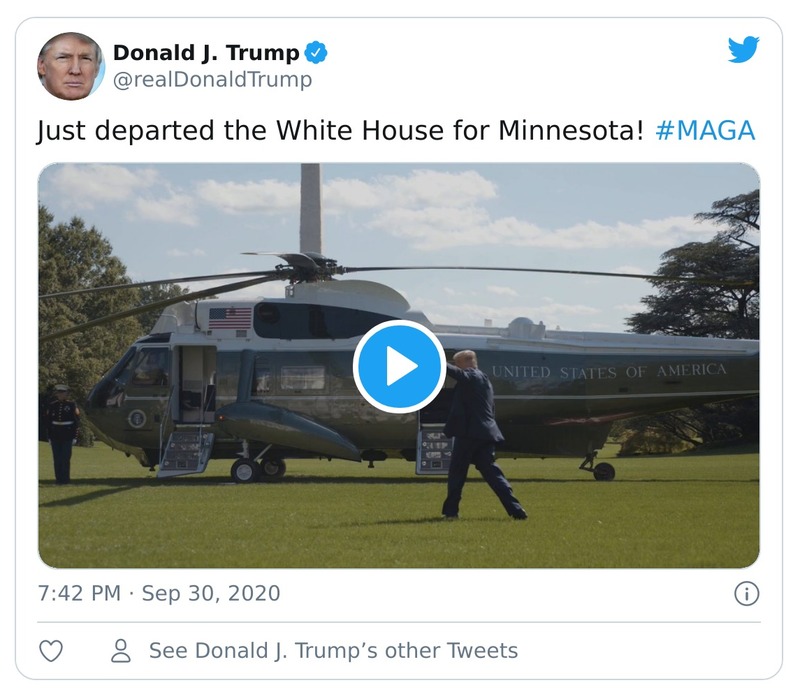 Donald J. Trump
@realDonaldTrump
Just departed the White House for Minnesota! #MAGA
UNITED STATES OF AMERICA
7:42 PM · Sep 30, 2020
See Donald J. Trump’s other Tweets